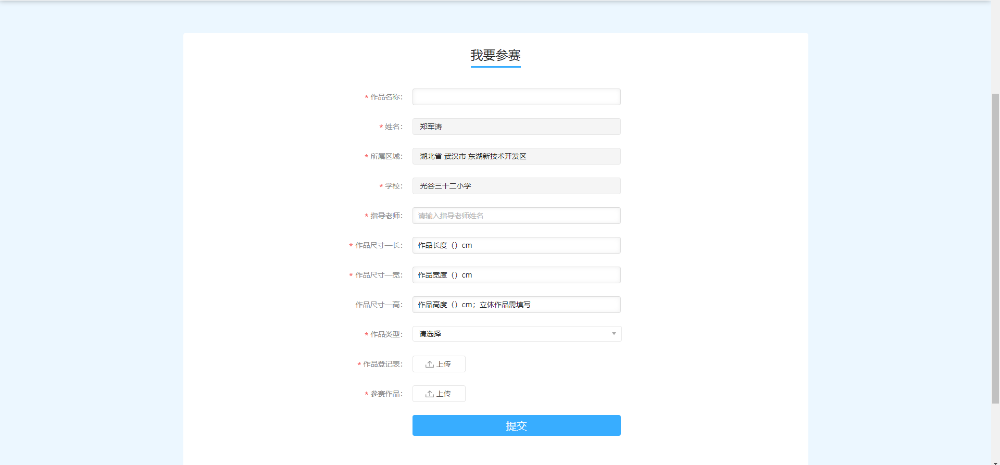 我要参赛
* 作品名称:
* 姓名: 郑军涛
* 所属区域: 湖北省 武汉市 东湖新技术开发区
* 学校: 光谷三十二小学
* 指导老师: 请输入指导老师姓名
* 作品尺寸—长: 作品长度（）cm
* 作品尺寸—宽: 作品宽度（）cm
作品尺寸—高: 作品高度（）cm；立体作品需填写
* 作品类型: 请选择
* 作品登记表: 上传
* 参赛作品: 上传
提交